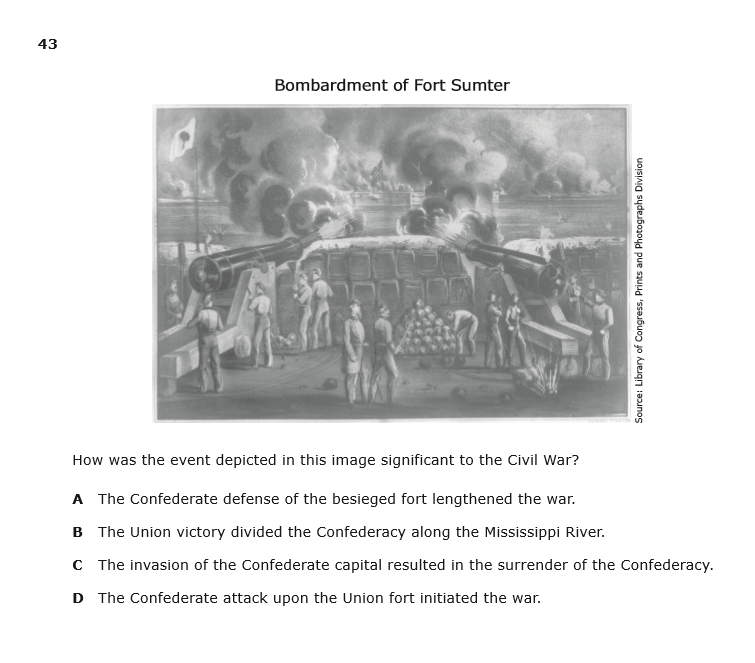 43
Bombardment of Fort Sumter
Source: Library of Congress, Prints and Photographs Division
How was the event depicted in this image significant to the Civil War?
A The Confederate defense of the besieged fort lengthened the war.
B The Union victory divided the Confederacy along the Mississippi River.
C The invasion of the Confederate capital resulted in the surrender of the Confederacy.
D The Confederate attack upon the Union fort initiated the war.